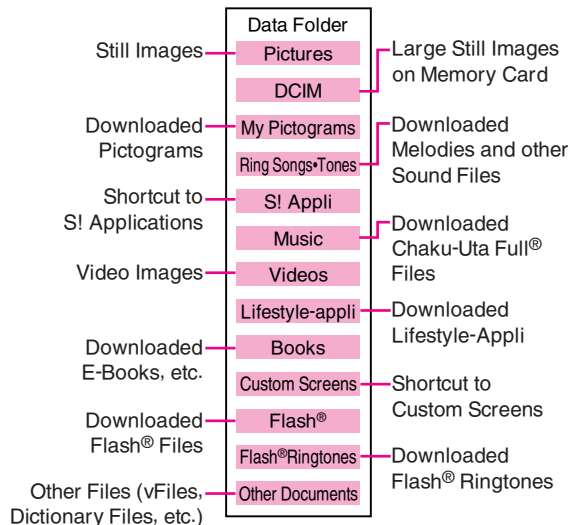 Data Folder
Still Images
Pictures
Large Still Images
on Memory Card
DCIM
Downloaded
Pictograms
My Pictograms
Downloaded
Melodies and other
Sound Files
Ring Songs•Tones
Shortcut to
S! Applications
S! Appli
Downloaded
Chaku-Uta Full®
Files
Music
Video Images
Videos
Lifestyle-appli
Downloaded
Lifestyle-Appli
Downloaded
E-Books, etc.
Books
Custom Screens
Shortcut to
Custom Screens
Downloaded
Flash® Files
Flash®
Flash®Ringtones
Downloaded
Flash® Ringtones
Other Files (vFiles,
Dictionary Files, etc.)
Other Documents